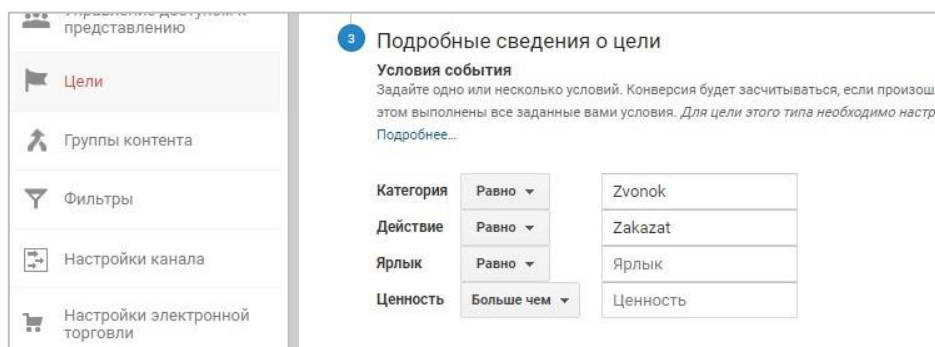 представлению
Цели
Группы контента
Фильтры
Настройки канала
Настройки электронной
торговли
3
Подробные сведения о цели
Условия события
Задайте одно или несколько условий. Конверсия будет засчитываться, если произош
этом выполнены все заданные вами условия. Для цели этого типа необходимо настр
Подробнее...
Категория Равно Zvonok
Действие Равно Zakazat
Ярлык Равно Ярлык
Ценность Больше чем Ценность